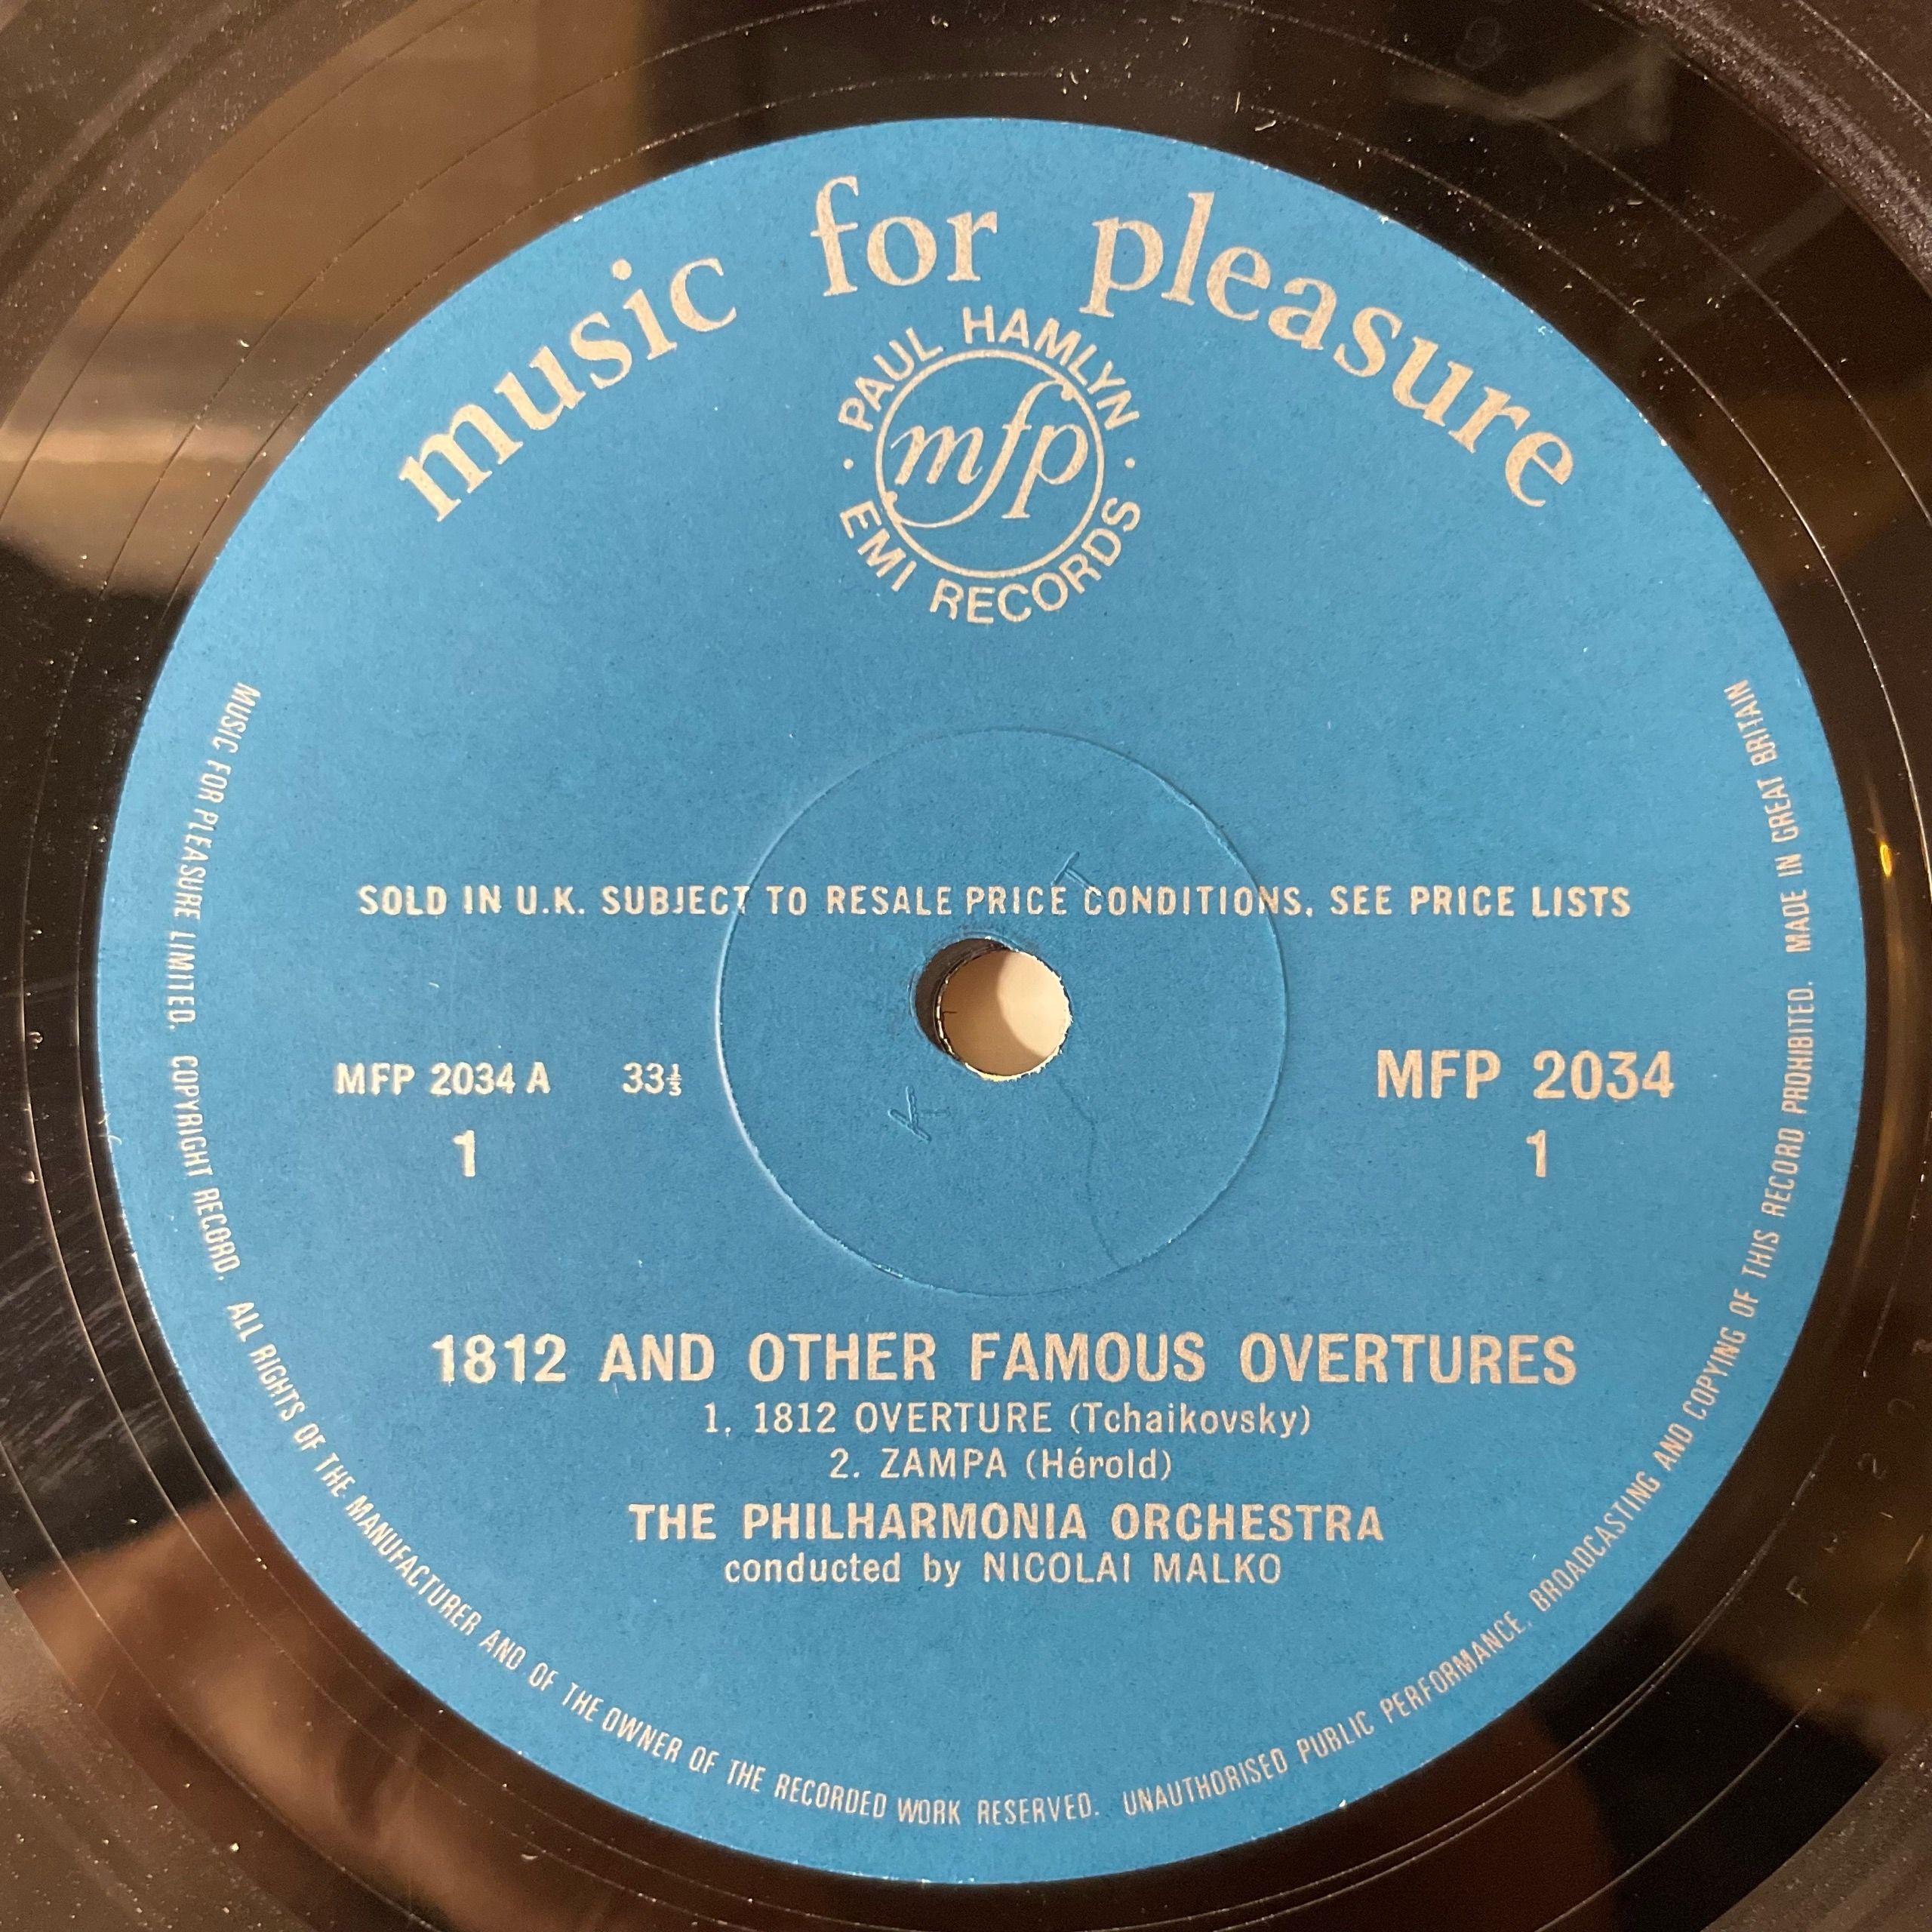 music for pleasure
PAUL HAMLYN
mfp
· EMI RECORDS ·
SOLD IN U.K. SUBJECT TO RESALE PRICE CONDITIONS, SEE PRICE LISTS
MFP 2034 A 33⅓ MFP 2034
1 1
1812 AND OTHER FAMOUS OVERTURES
1. 1812 OVERTURE (Tchaikovsky)
2. ZAMPA (Hérold)
THE PHILHARMONIA ORCHESTRA
conducted by NICOLAI MALKO
MUSIC FOR PLEASURE LIMITED. COPYRIGHT RECORD. ALL RIGHTS OF THE MANUFACTURER AND OF THE OWNER OF THE RECORDED WORK RESERVED. UNAUTHORISED PUBLIC PERFORMANCE, BROADCASTING AND COPYING OF THIS RECORD PROHIBITED. MADE IN GREAT BRITAIN
K T